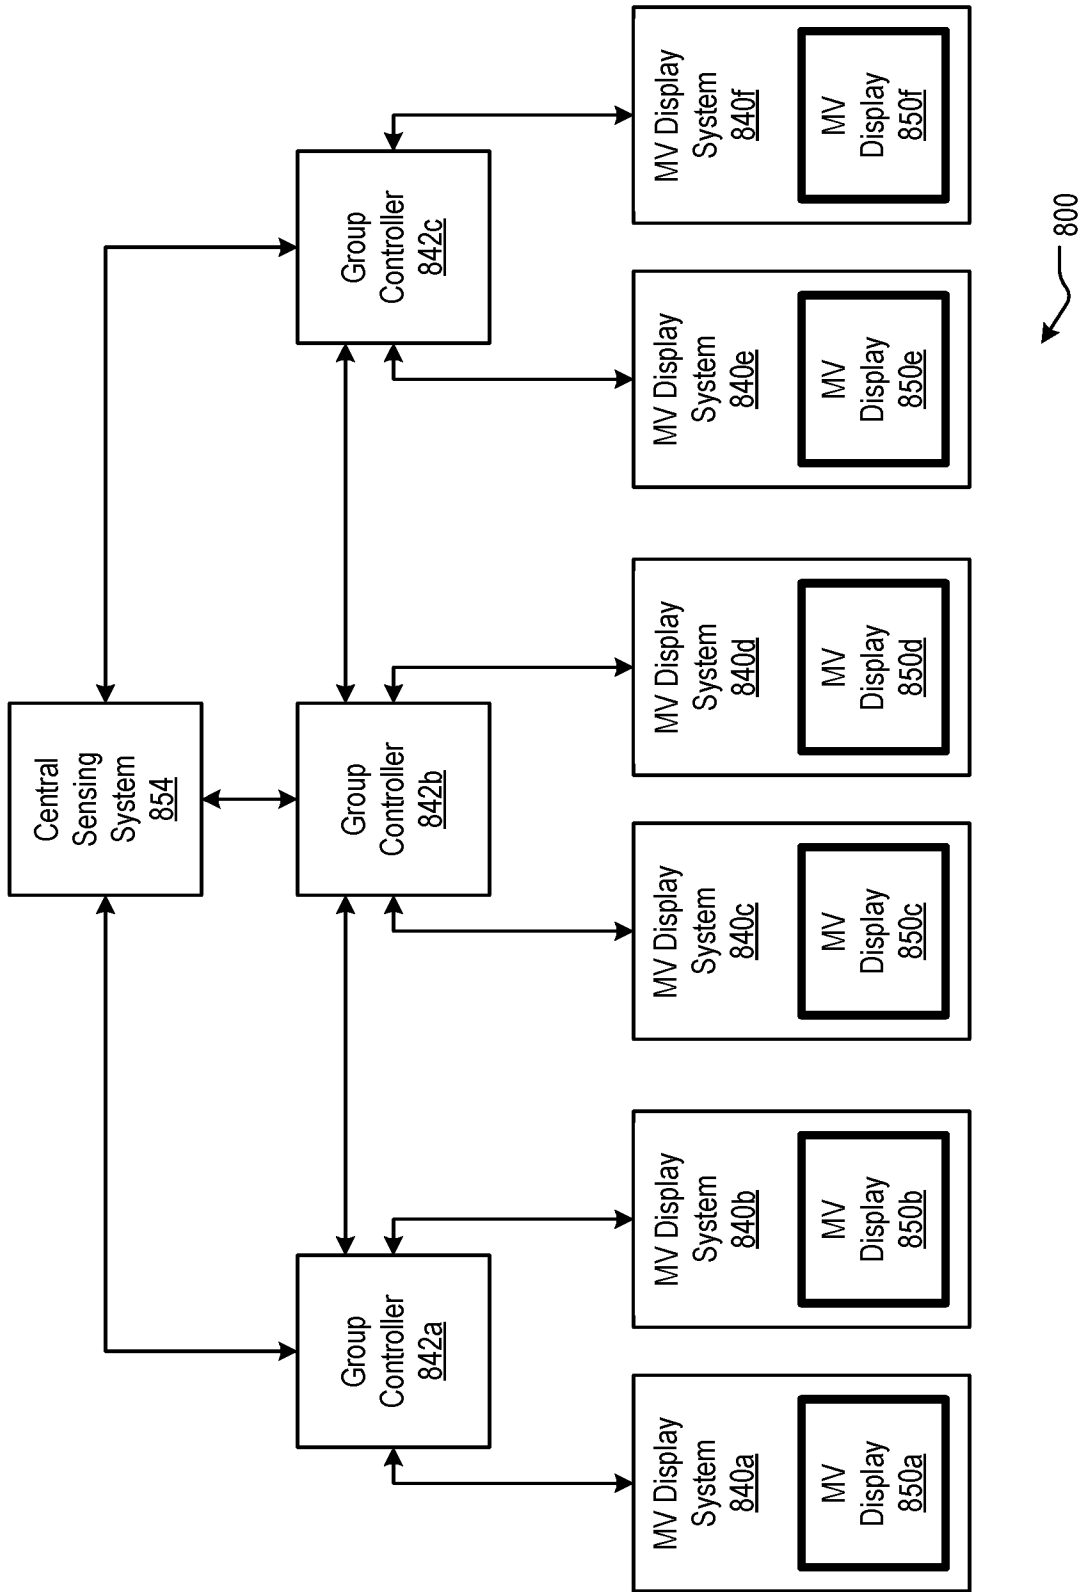 Central
Sensing
System
854
Group
Controller
842a
Group
Controller
842b
Group
Controller
842c
MV Display
System
840a
MV
Display
850a
MV Display
System
840b
MV
Display
850b
MV Display
System
840c
MV
Display
850c
MV Display
System
840d
MV
Display
850d
MV Display
System
840e
MV
Display
850e
MV Display
System
840f
MV
Display
850f
800